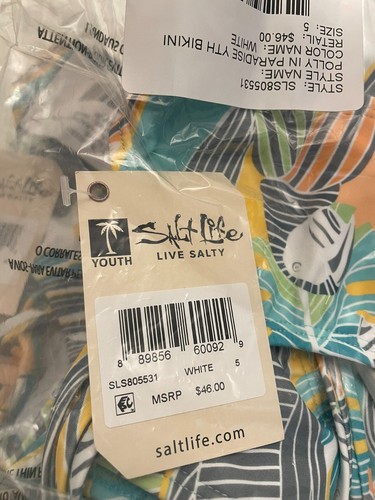 STYLE: SLS805531
STYLE NAME:
POLLY IN PARADISE YTH BIKINI
COLOR NAME: WHITE
RETAIL: $46.00
SIZE: 5
YOUTH
Salt Life
LIVE SALTY
8 89856 60092 9
SLS805531 WHITE 5
MSRP $46.00
saltlife.com